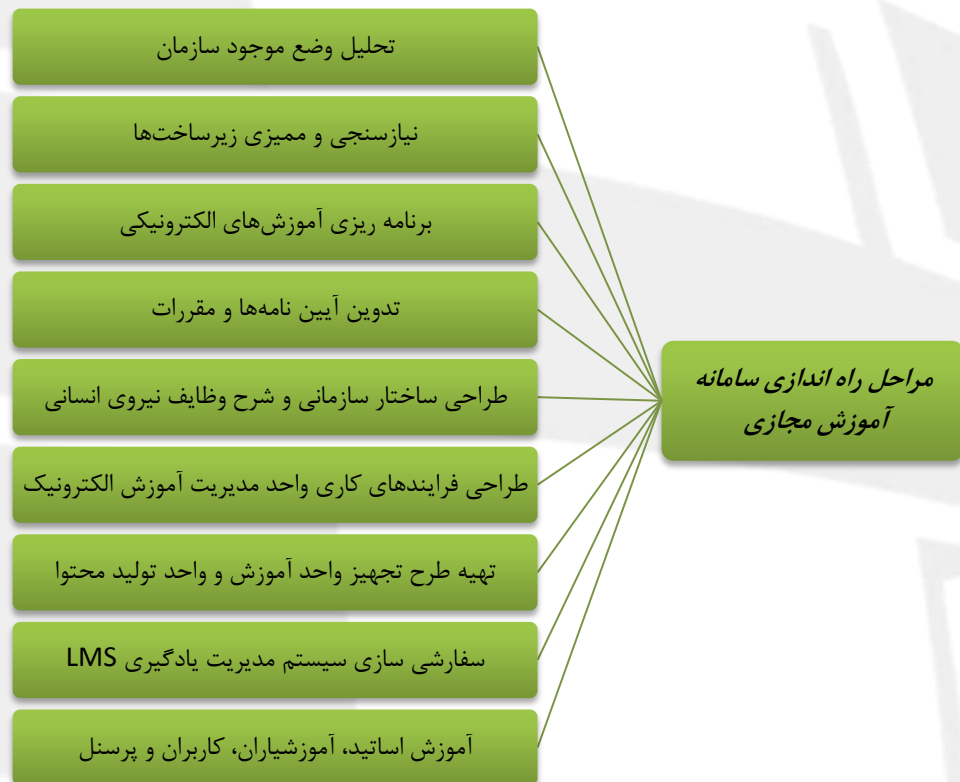 مراحل راه اندازی سامانه
آموزش مجازی
تحلیل وضع موجود سازمان
نیازسنجی و ممیزی زیرساخت‌ها
برنامه ریزی آموزش‌های الکترونیکی
تدوین آیین نامه‌ها و مقررات
طراحی ساختار سازمانی و شرح وظایف نیروی انسانی
طراحی فرایندهای کاری واحد مدیریت آموزش الکترونیک
تهیه طرح تجهیز واحد آموزش و واحد تولید محتوا
سفارشی سازی سیستم مدیریت یادگیری LMS
آموزش اساتید، آموزشیاران، کاربران و پرسنل